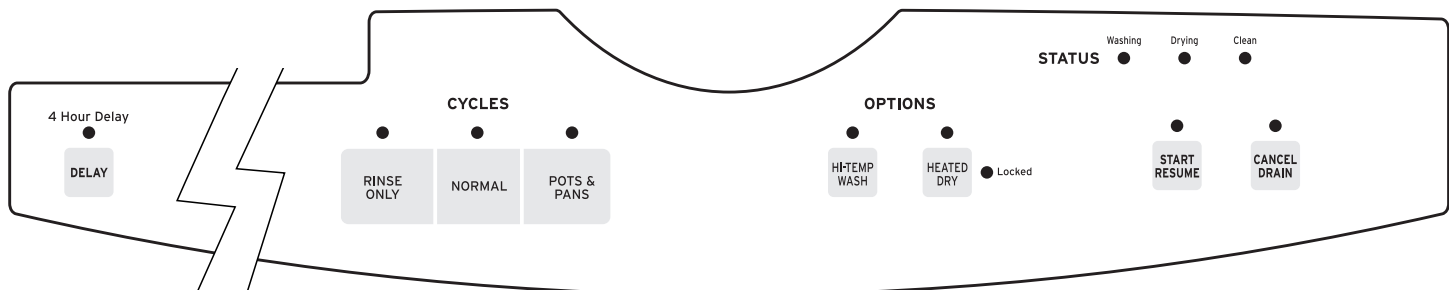 4 Hour Delay
DELAY
CYCLES
RINSE
ONLY
NORMAL
POTS &
PANS
OPTIONS
HI-TEMP
WASH
HEATED
DRY
Locked
STATUS
Washing
Drying
Clean
START
RESUME
CANCEL
DRAIN